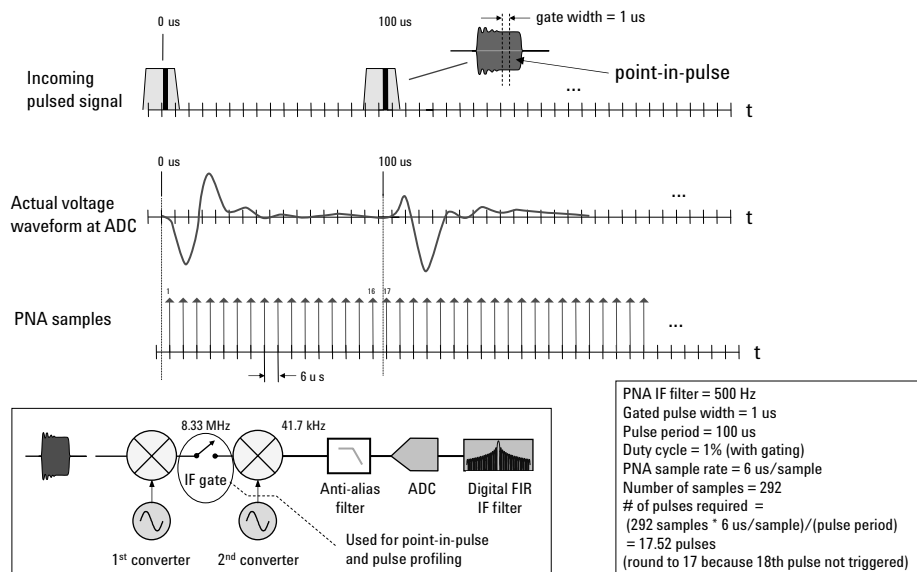 gate width = 1 us
0 us
100 us
Incoming
pulsed signal
point-in-pulse
...
t
0 us
100 us
Actual voltage
waveform at ADC
...
t
1
16
17
PNA samples
...
t
6 u s
8.33 MHz
41.7 kHz
IF gate
Anti-alias
filter
ADC
Digital FIR
IF filter
1st converter
2nd converter
Used for point-in-pulse
and pulse profiling
PNA IF filter = 500 Hz
Gated pulse width = 1 us
Pulse period = 100 us
Duty cycle = 1% (with gating)
PNA sample rate = 6 us/sample
Number of samples = 292
# of pulses required =
(292 samples * 6 us/sample)/(pulse period)
= 17.52 pulses
(round to 17 because 18th pulse not triggered)